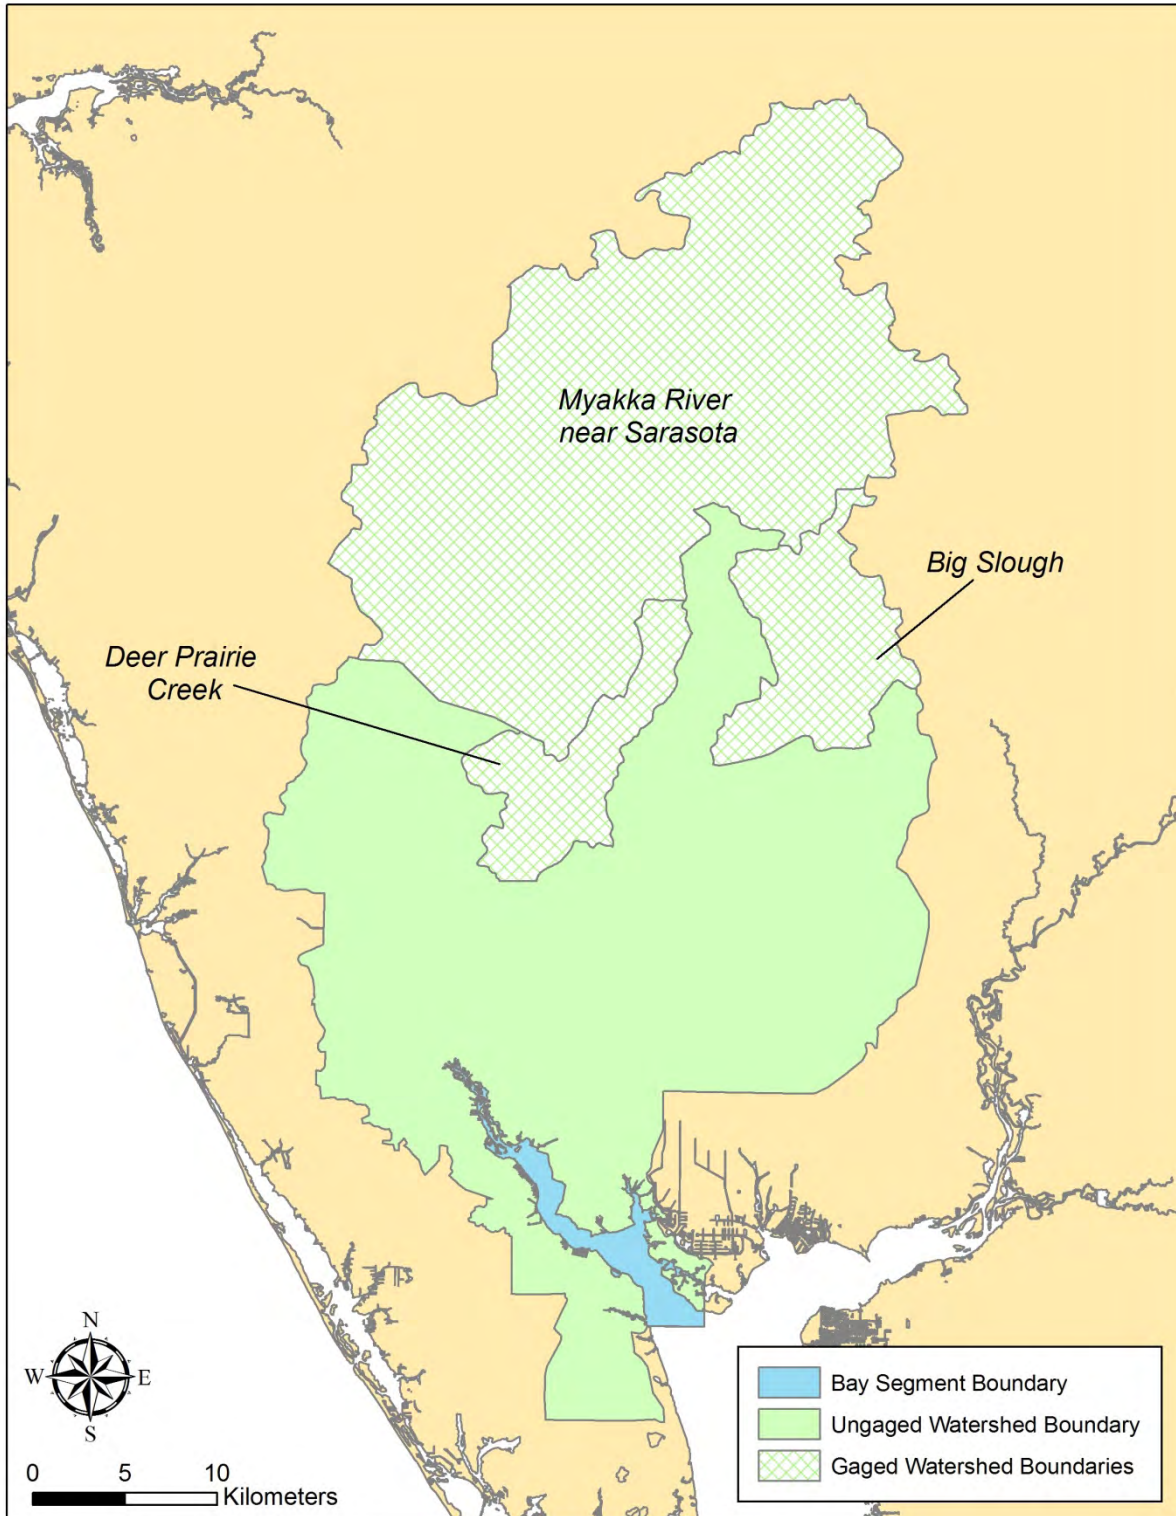 Myakka River
near Sarasota
Big Slough
Deer Prairie
Creek
N
W E
S
0 5 10
Kilometers
Bay Segment Boundary
Ungaged Watershed Boundary
Gaged Watershed Boundaries